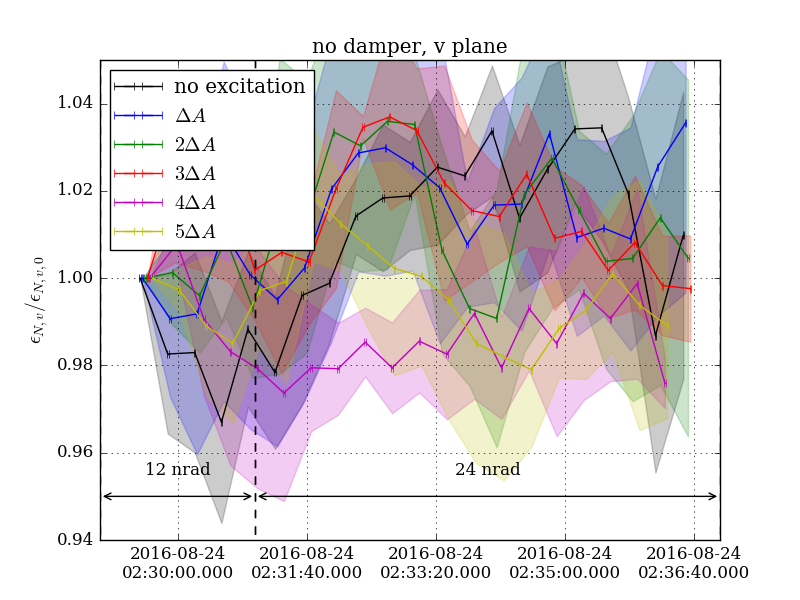 no damper, v plane
no excitation
ΔA
2ΔA
3ΔA
4ΔA
5ΔA
1.04
1.02
1.00
0.98
0.96
0.94
ϵN,v/ϵN,v,0
12 nrad
24 nrad
2016-08-24
02:30:00.000
2016-08-24
02:31:40.000
2016-08-24
02:33:20.000
2016-08-24
02:35:00.000
2016-08-24
02:36:40.000